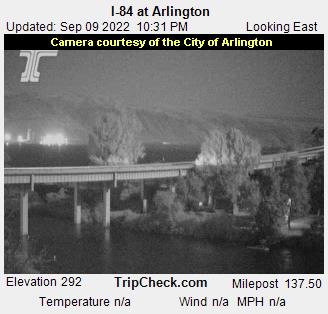 I-84 at Arlington
Updated: Sep 09 2022 10:31 PM Looking East
Camera courtesy of the City of Arlington
Elevation 292 TripCheck.com Milepost 137.50
Temperature n/a Wind n/a MPH n/a